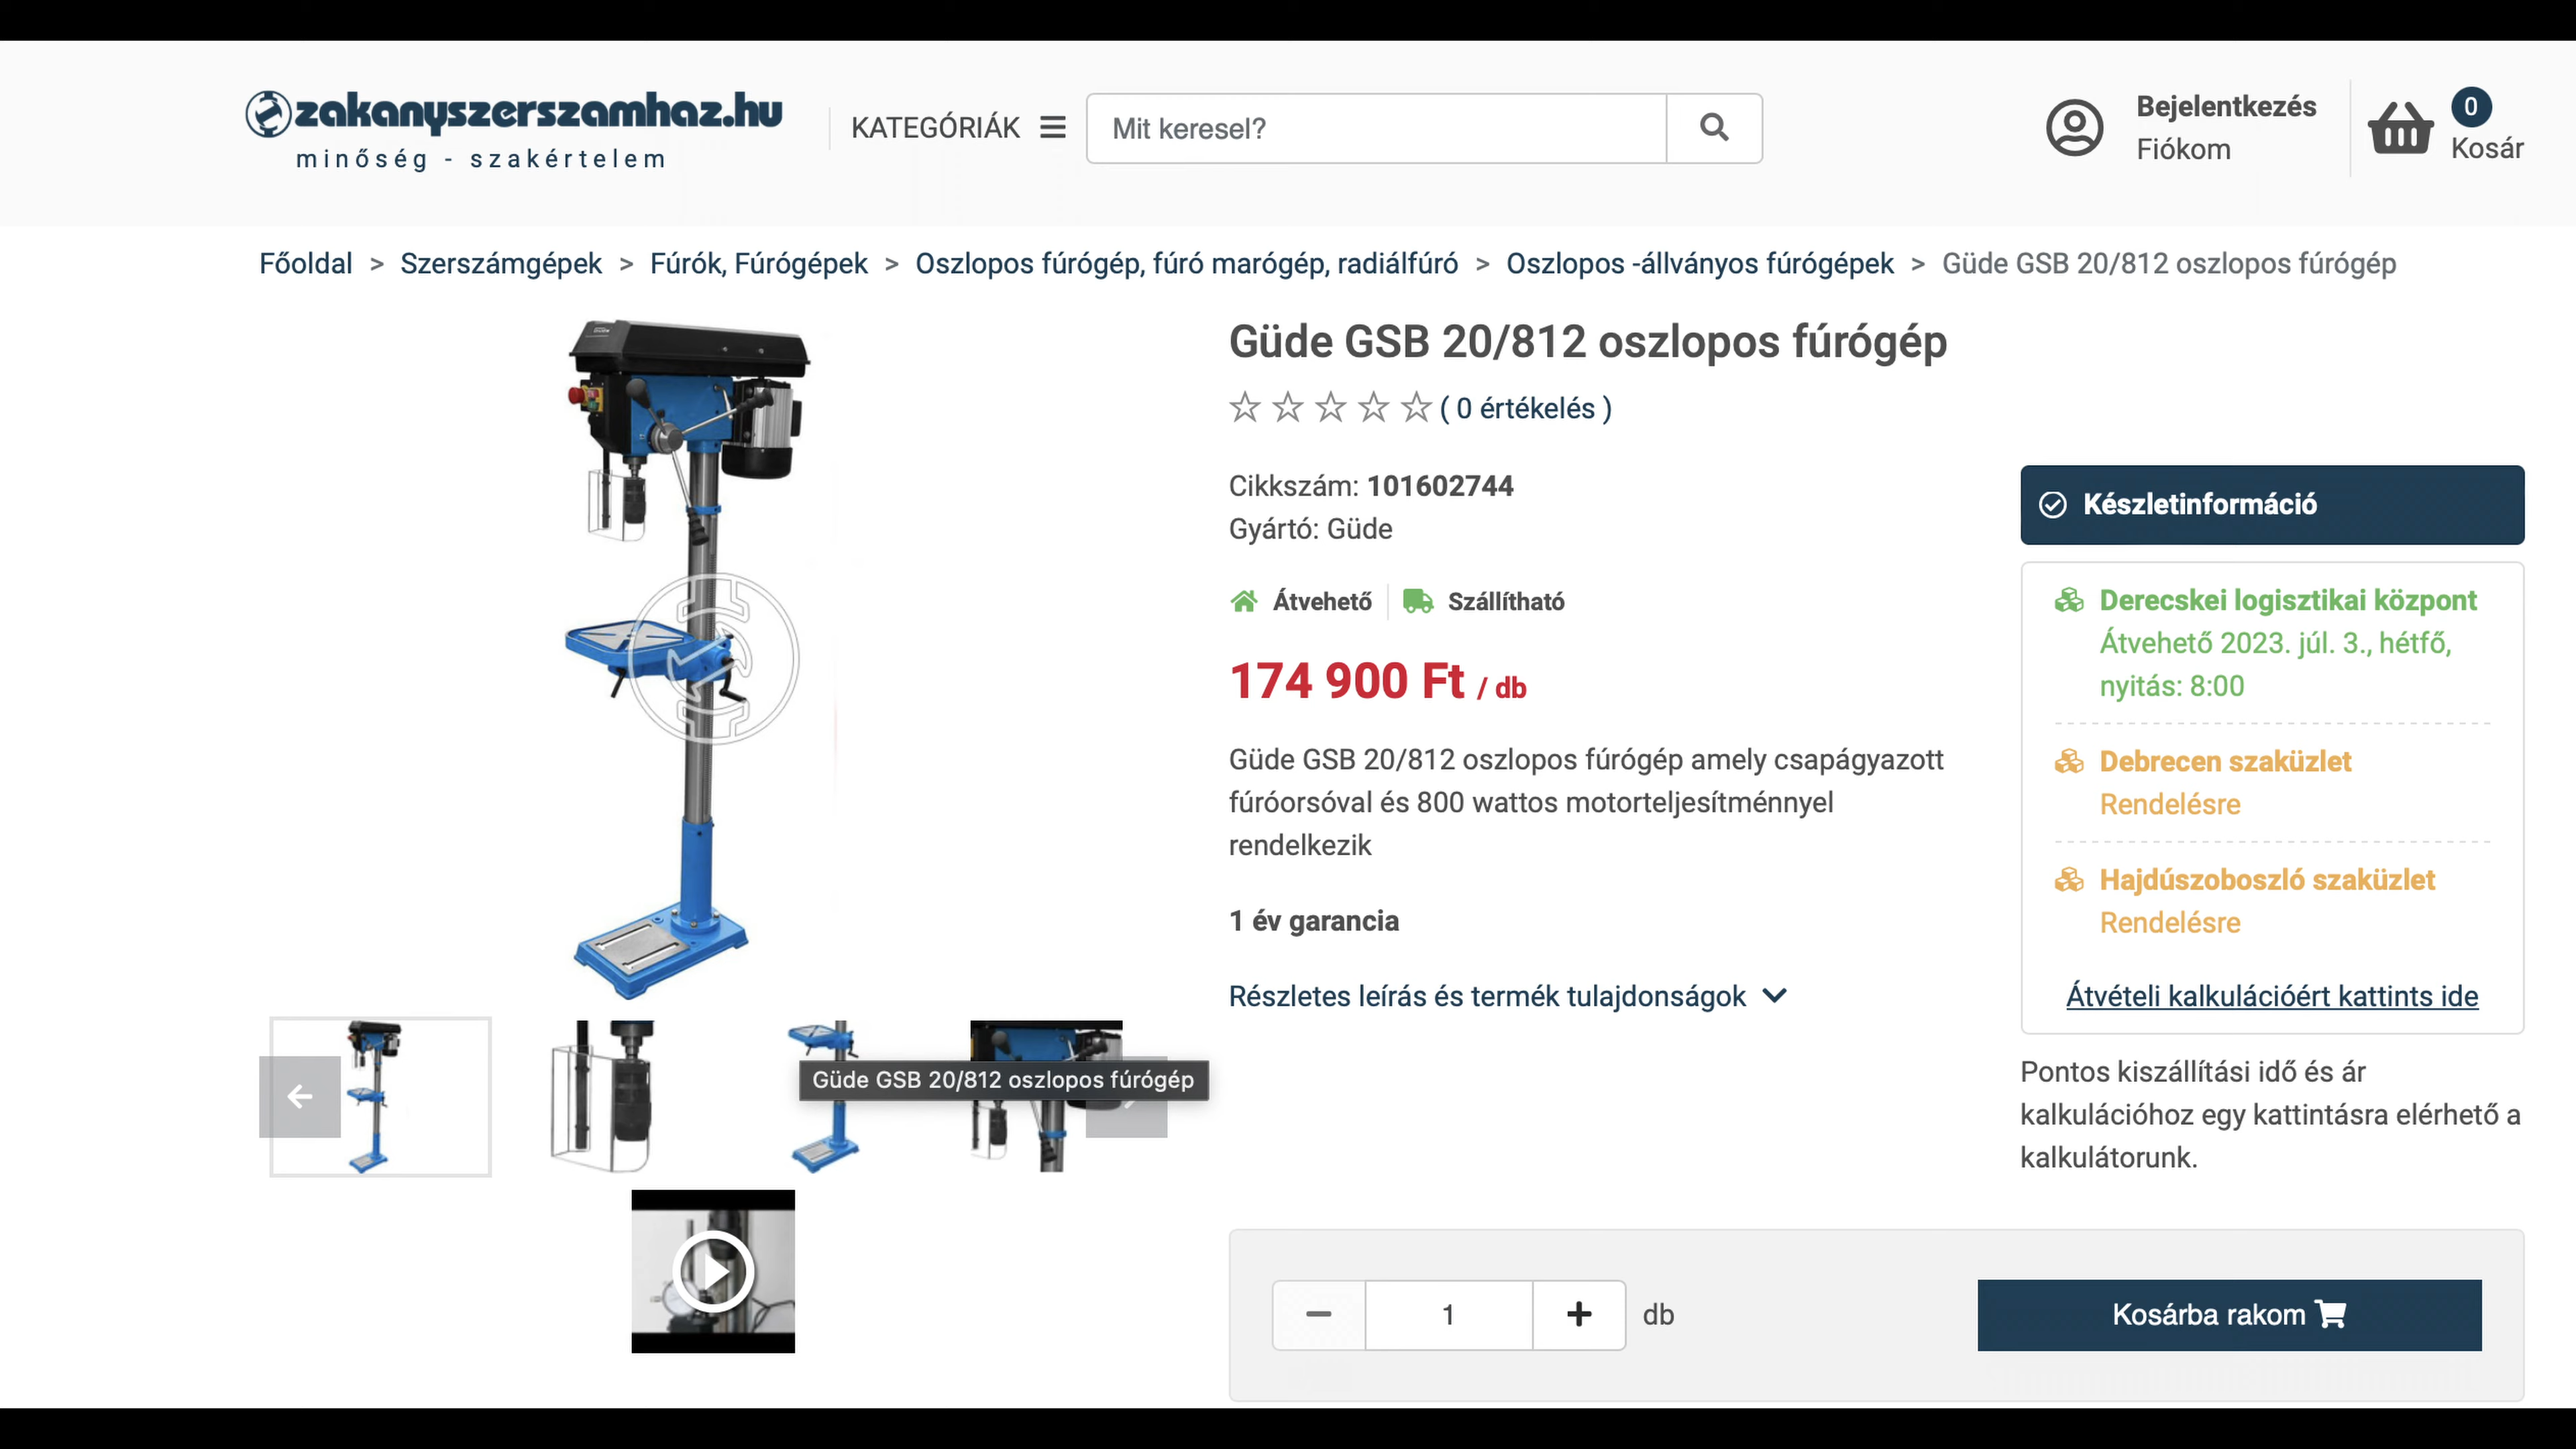 zakanyszerszamhaz.hu
minőség - szakértelem
KATEGÓRIÁK
Mit keresel?
Bejelentkezés
Fiókom
0
Kosár
Főoldal > Szerszámgépek > Fúrók, Fúrógépek > Oszlopos fúrógép, fúró marógép, radiálfúró > Oszlopos -állványos fúrógépek > Güde GSB 20/812 oszlopos fúrógép
Güde GSB 20/812 oszlopos fúrógép
( 0 értékelés )
Cikkszám: 101602744
Gyártó: Güde
Átvehető
Szállítható
174 900 Ft / db
Güde GSB 20/812 oszlopos fúrógép amely csapágyazott
fúróorsóval és 800 wattos motorteljesítménnyel
rendelkezik
1 év garancia
Részletes leírás és termék tulajdonságok
Készletinformáció
Derecskei logisztikai központ
Átvehető 2023. júl. 3., hétfő,
nyitás: 8:00
Debrecen szaküzlet
Rendelésre
Hajdúszoboszló szaküzlet
Rendelésre
Átvételi kalkulációért kattints ide
Pontos kiszállítási idő és ár
kalkulációhoz egy kattintásra elérhető a
kalkulátorunk.
Güde GSB 20/812 oszlopos fúrógép
1
db
Kosárba rakom